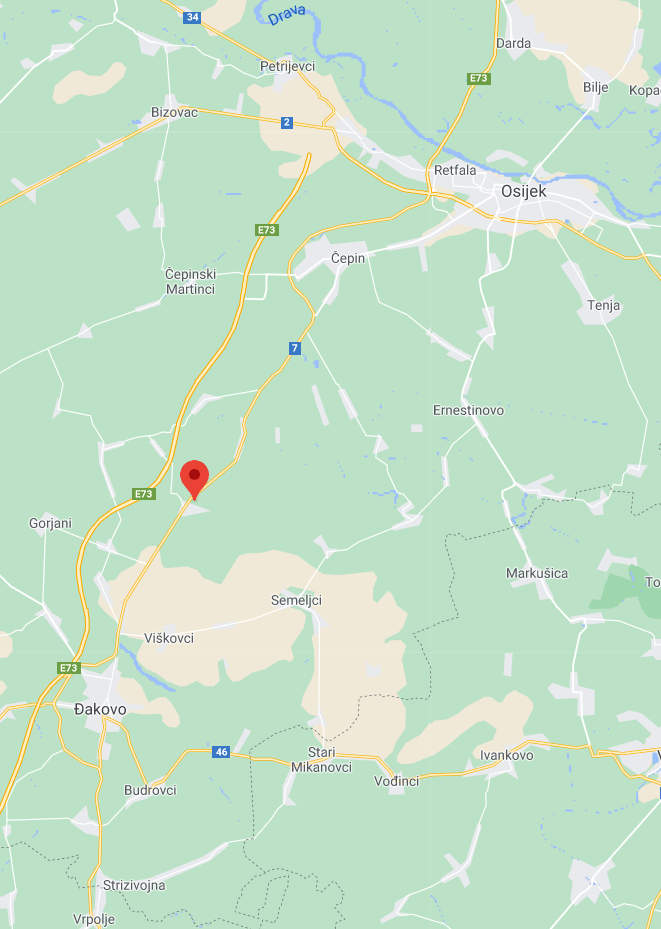 34
Drava
Darda
Petrijevci
E73
Bilje
Kopa
Bizovac
2
Retfala
Osijek
E73
Čepin
Čepinski
Martinci
Tenja
7
Ernestinovo
E73
Gorjani
Markušica
To
Semeljci
Viškovci
E73
Đakovo
46
Stari
Mikanovci
Ivankovo
V
Vođinci
Budrovci
Strizivojna
Vrpolje